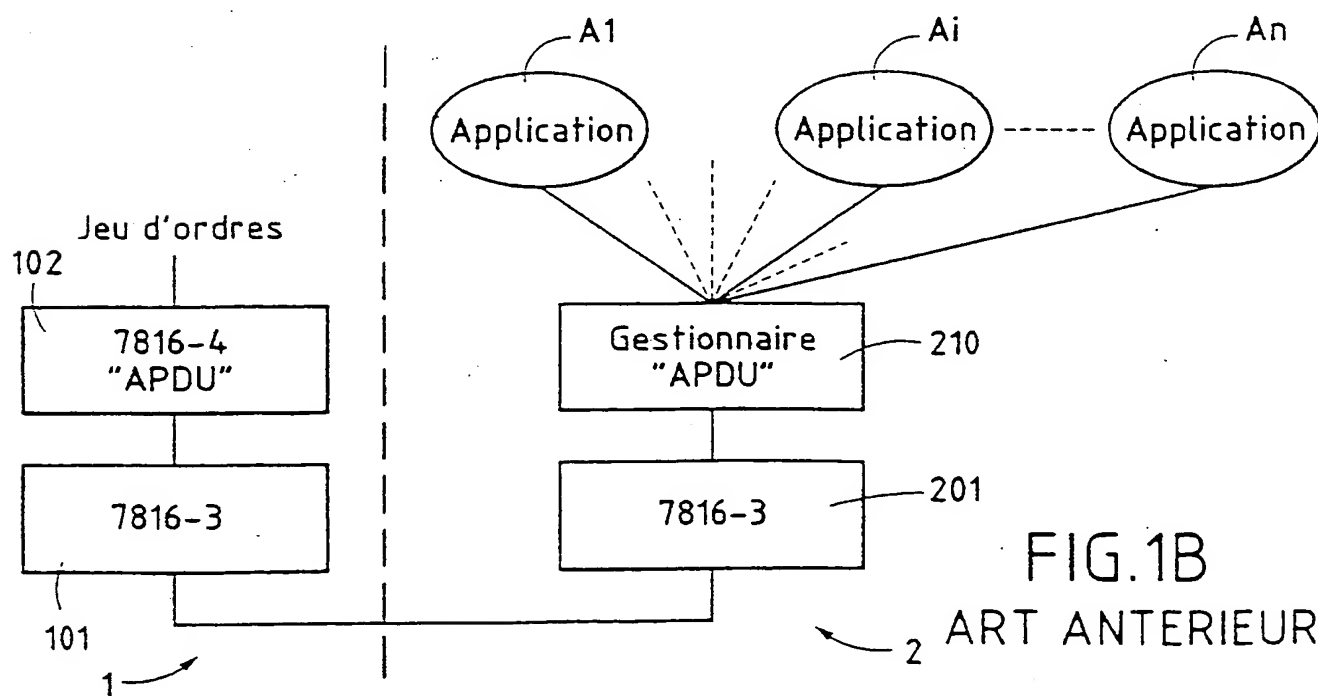 A1
Ai
An
Application
Application
Application
Jeu d'ordres
102
7816-4
"APDU"
Gestionnaire
"APDU"
210
7816-3
101
7816-3
201
1
2
FIG.1B
ART ANTERIEUR